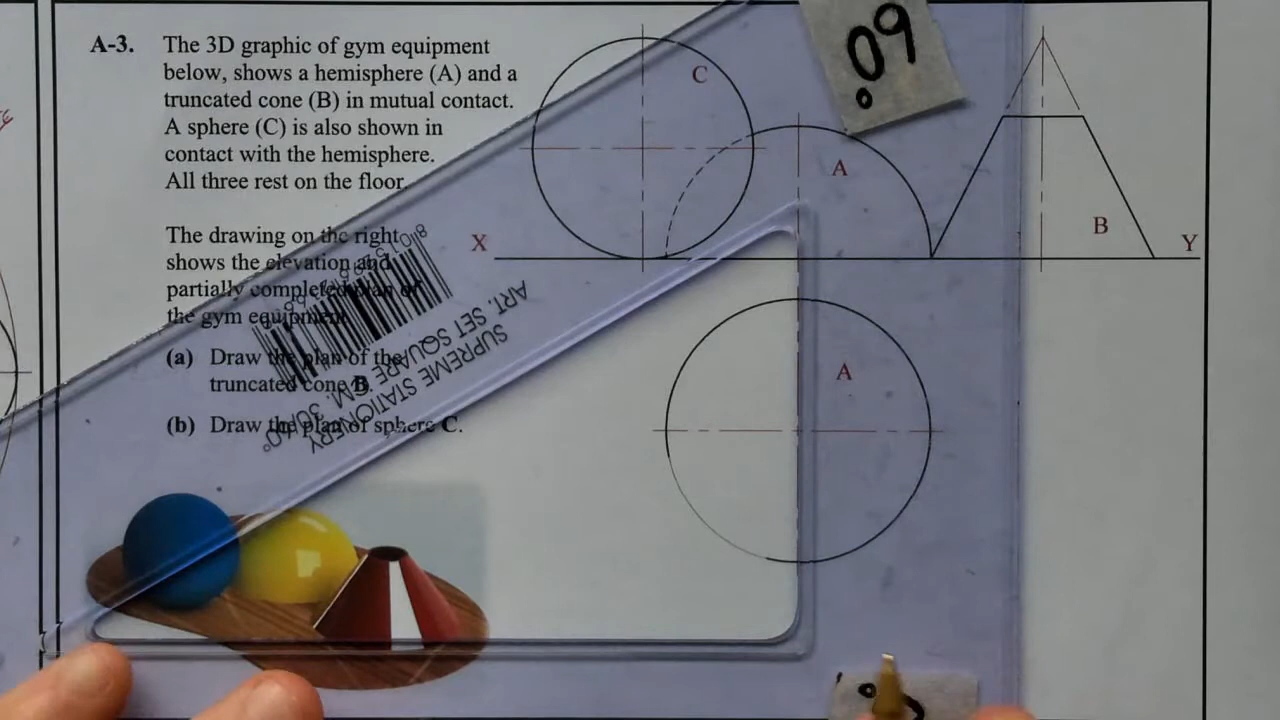 A-3. The 3D graphic of gym equipment
below, shows a hemisphere (A) and a
truncated cone (B) in mutual contact.
A sphere (C) is also shown in
contact with the hemisphere.
All three rest on the floor.
The drawing on the right
shows the elevation and
partially completed plan of
the gym equipment.
(a) Draw the plan of the
truncated cone B.
(b) Draw the plan of sphere C.
C
A
B
X
Y
A
60°
SUPREME STATIONERY
ART. SET SQUARE